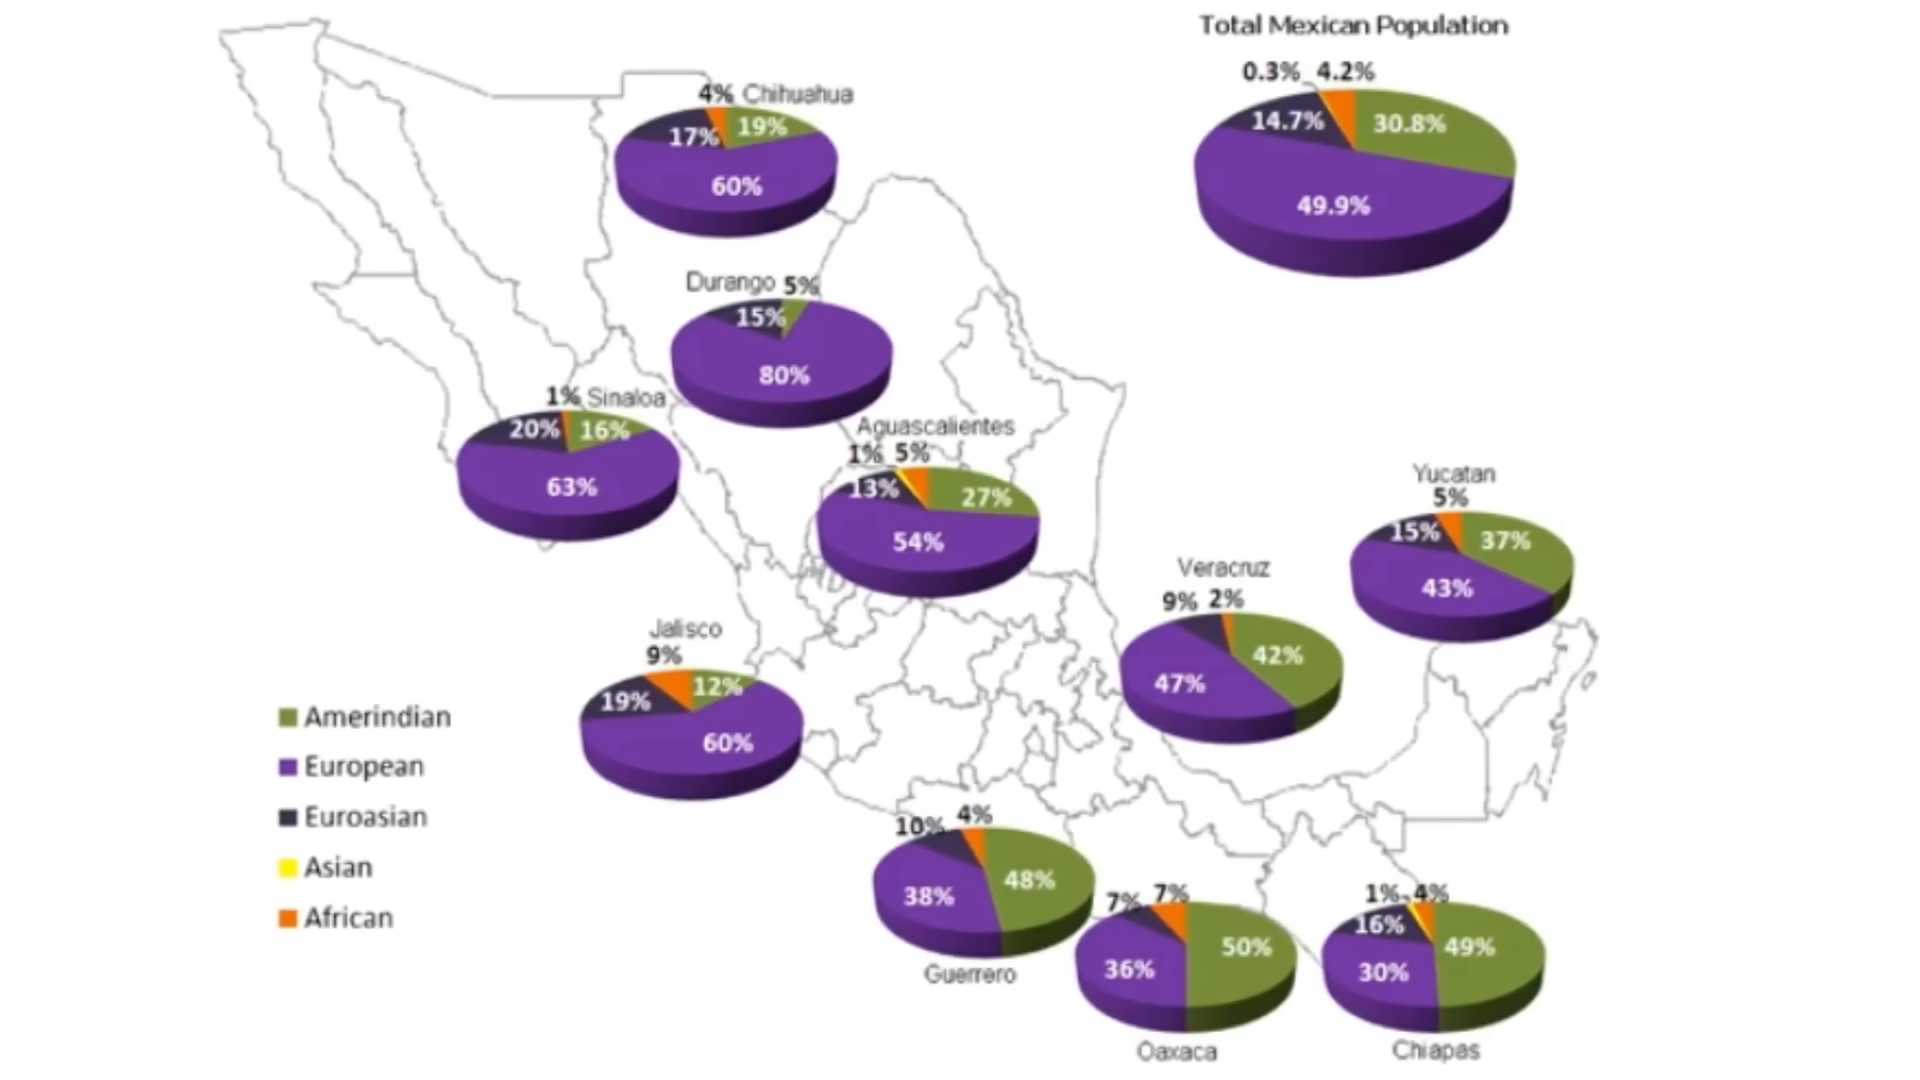 Total Mexican Population
0.3% 4.2%
14.7% 30.8%
49.9%
4% Chihuahua
17% 19%
60%
Durango 5%
15%
80%
1% Sinaloa
20% 16%
63%
Aguascalientes
1% 5%
13% 27%
54%
Yucatan
5%
15% 37%
43%
Veracruz
9% 2%
42%
47%
Jalisco
9%
19% 12%
60%
Amerindian
European
Euroasian
Asian
African
10% 4%
48%
38%
Guerrero
7% 7%
50%
36%
Oaxaca
1% 4%
16% 49%
30%
Chiapas